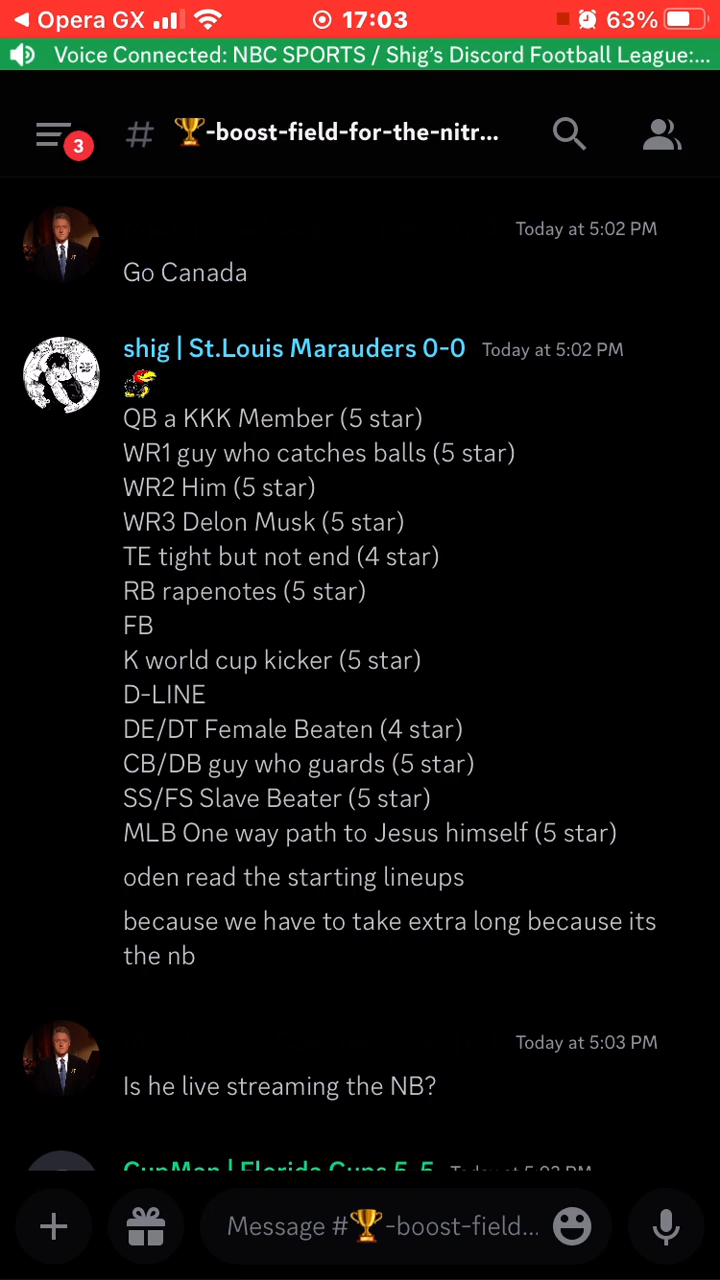 Opera GX 17:03 63%
Voice Connected: NBC SPORTS / Shig's Discord Football League:...
3 # 🏆-boost-field-for-the-nitr...
Today at 5:02 PM
Go Canada
shig | St.Louis Marauders 0-0 Today at 5:02 PM
QB a KKK Member (5 star)
WR1 guy who catches balls (5 star)
WR2 Him (5 star)
WR3 Delon Musk (5 star)
TE tight but not end (4 star)
RB rapenotes (5 star)
FB
K world cup kicker (5 star)
D-LINE
DE/DT Female Beaten (4 star)
CB/DB guy who guards (5 star)
SS/FS Slave Beater (5 star)
MLB One way path to Jesus himself (5 star)
oden read the starting lineups
because we have to take extra long because its
the nb
Today at 5:03 PM
Is he live streaming the NB?
Today at 5:03 PM
Message #🏆-boost-field...